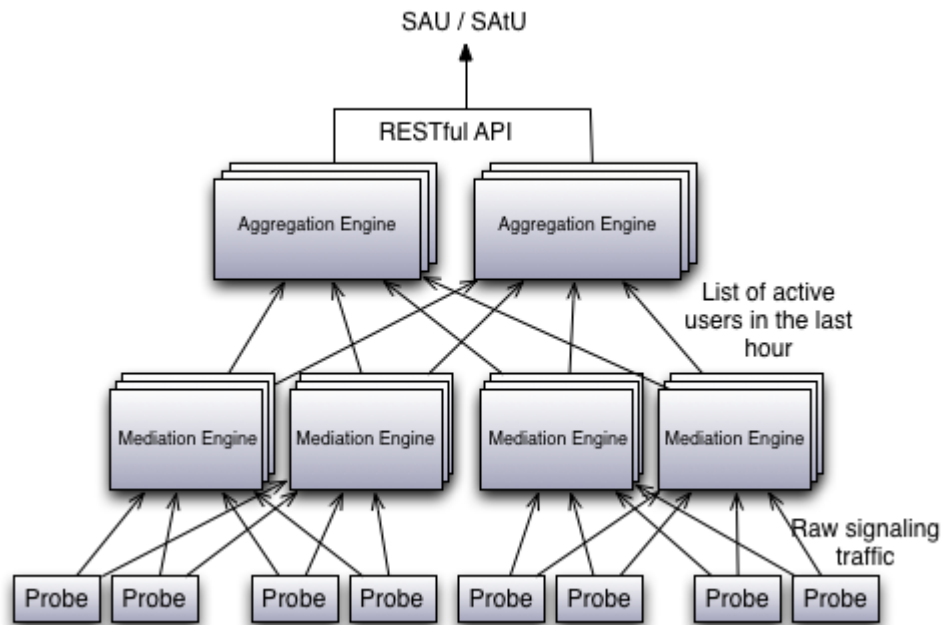 SAU / SAtU
RESTful API
Aggregation Engine
Aggregation Engine
List of active
users in the last
hour
Mediation Engine
Mediation Engine
Mediation Engine
Mediation Engine
Raw signaling
traffic
Probe
Probe
Probe
Probe
Probe
Probe
Probe
Probe